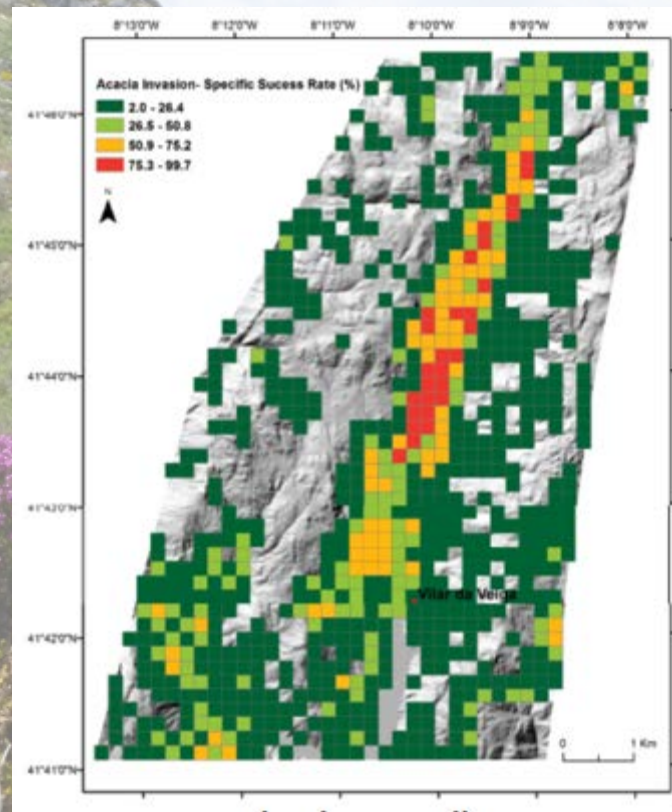 8°13'0"W 8°12'0"W 8°11'0"W 8°10'0"W 8°9'0"W 8°8'0"W
Acacia Invasion- Specific Sucess Rate (%)
2.0 - 26.4
26.5 - 50.8
50.9 - 75.2
75.3 - 99.7
N
41°46'0"N
41°45'0"N
41°44'0"N
41°43'0"N
Vilar da Veiga
41°42'0"N
0 1 Km
41°41'0"N